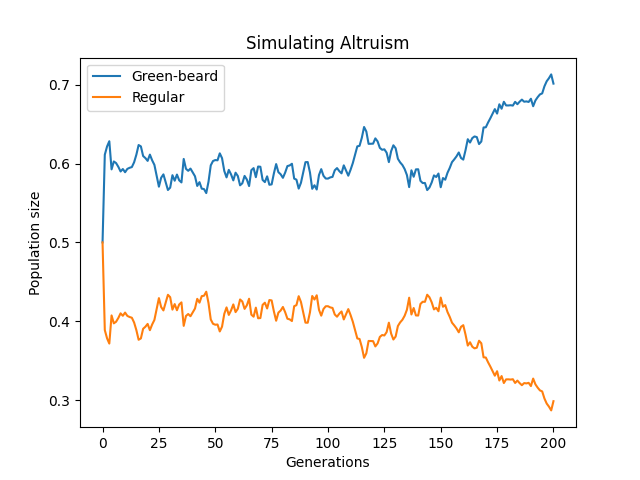 Simulating Altruism
Green-beard
Regular
Population size
0.7
0.6
0.5
0.4
0.3
0 25 50 75 100 125 150 175 200
Generations